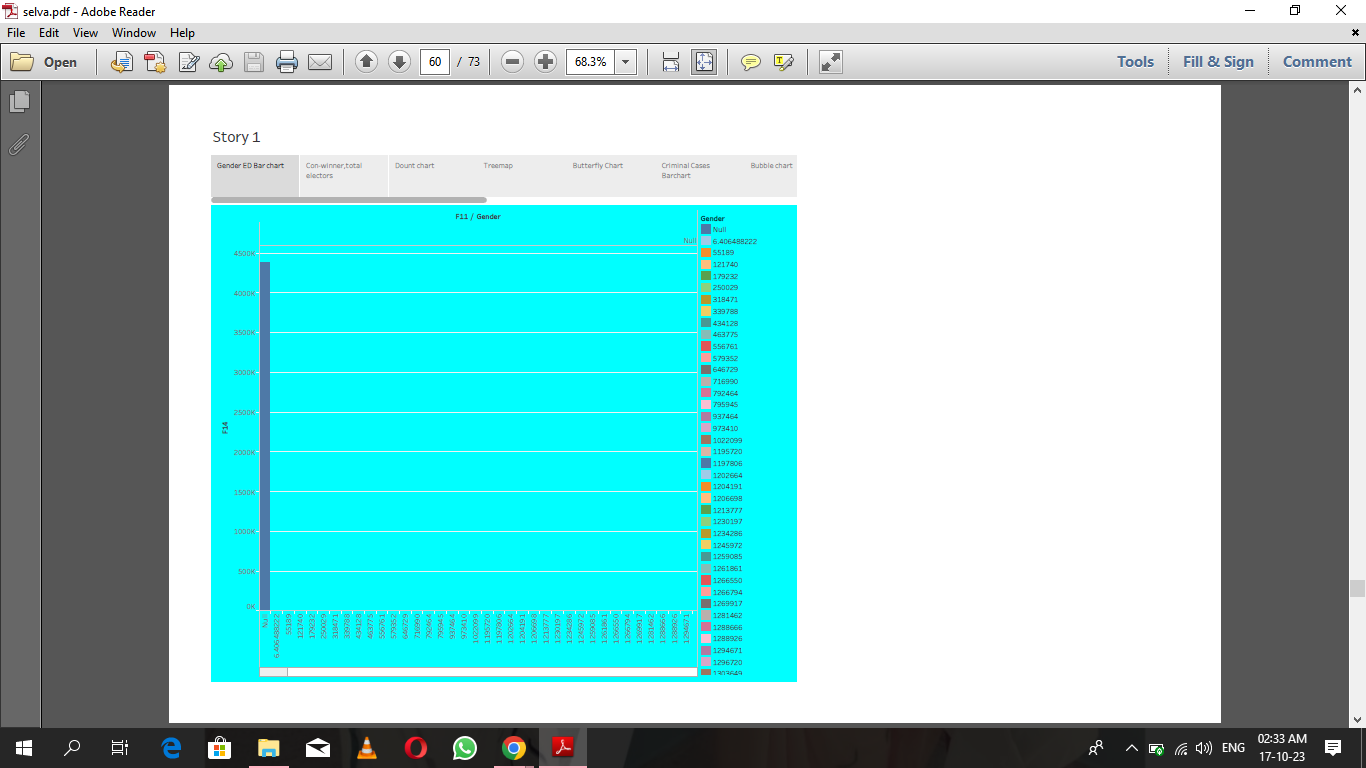 selva.pdf - Adobe Reader
File Edit View Window Help
Open 60 / 73 68.3% Tools Fill & Sign Comment
Story 1
Gender ED Bar chart
Con-winner,total
electors
Dount chart
Treemap
Butterfly Chart
Criminal Cases
Barchart
Bubble chart
F11 / Gender
Null
F14
4500K
4000K
3500K
3000K
2500K
2000K
1500K
1000K
500K
0K
Null
6.406488222
55189
121740
179232
250029
318471
339788
434128
463775
556761
579352
646729
716990
792464
795945
937464
973410
1022099
1195720
1197806
1202664
1204191
1206698
1213777
1230197
1234286
1245972
1259085
1261861
1266550
1266794
1269917
1281462
1288666
1288926
1294671
Gender
Null
6.406488222
55189
121740
179232
250029
318471
339788
434128
463775
556761
579352
646729
716990
792464
795945
937464
973410
1022099
1195720
1197806
1202664
1204191
1206698
1213777
1230197
1234286
1245972
1259085
1261861
1266550
1266794
1269917
1281462
1288666
1288926
1294671
1296720
1303649
ENG
02:33 AM
17-10-23